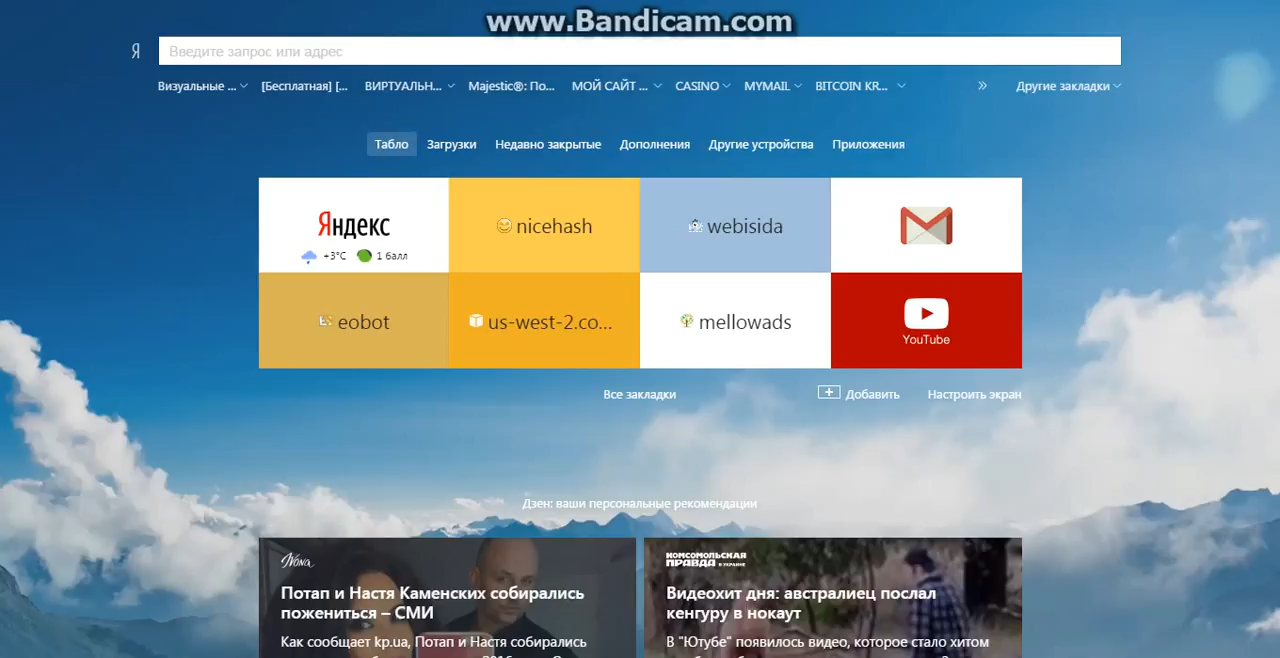 www.Bandicam.com
Я Введите запрос или адрес
Визуальные ... [Бесплатная] [... ВИРТУАЛЬН... Majestic®: По... МОЙ САЙТ ... CASINO MYMAIL BITCOIN KR... » Другие закладки
Табло Загрузки Недавно закрытые Дополнения Другие устройства Приложения
Яндекс
+3°C 1 балл
nicehash
webisida
eobot
us-west-2.co...
mellowads
YouTube
Все закладки Добавить Настроить экран
Дзен: ваши персональные рекомендации
Ивона
Потап и Настя Каменских собирались
пожениться – СМИ
Как сообщает kp.ua, Потап и Настя собирались
КОМСОМОЛЬСКАЯ
ПРАВДА В УКРАИНЕ
Видеохит дня: австралиец послал
кенгуру в нокаут
В "Ютубе" появилось видео, которое стало хитом